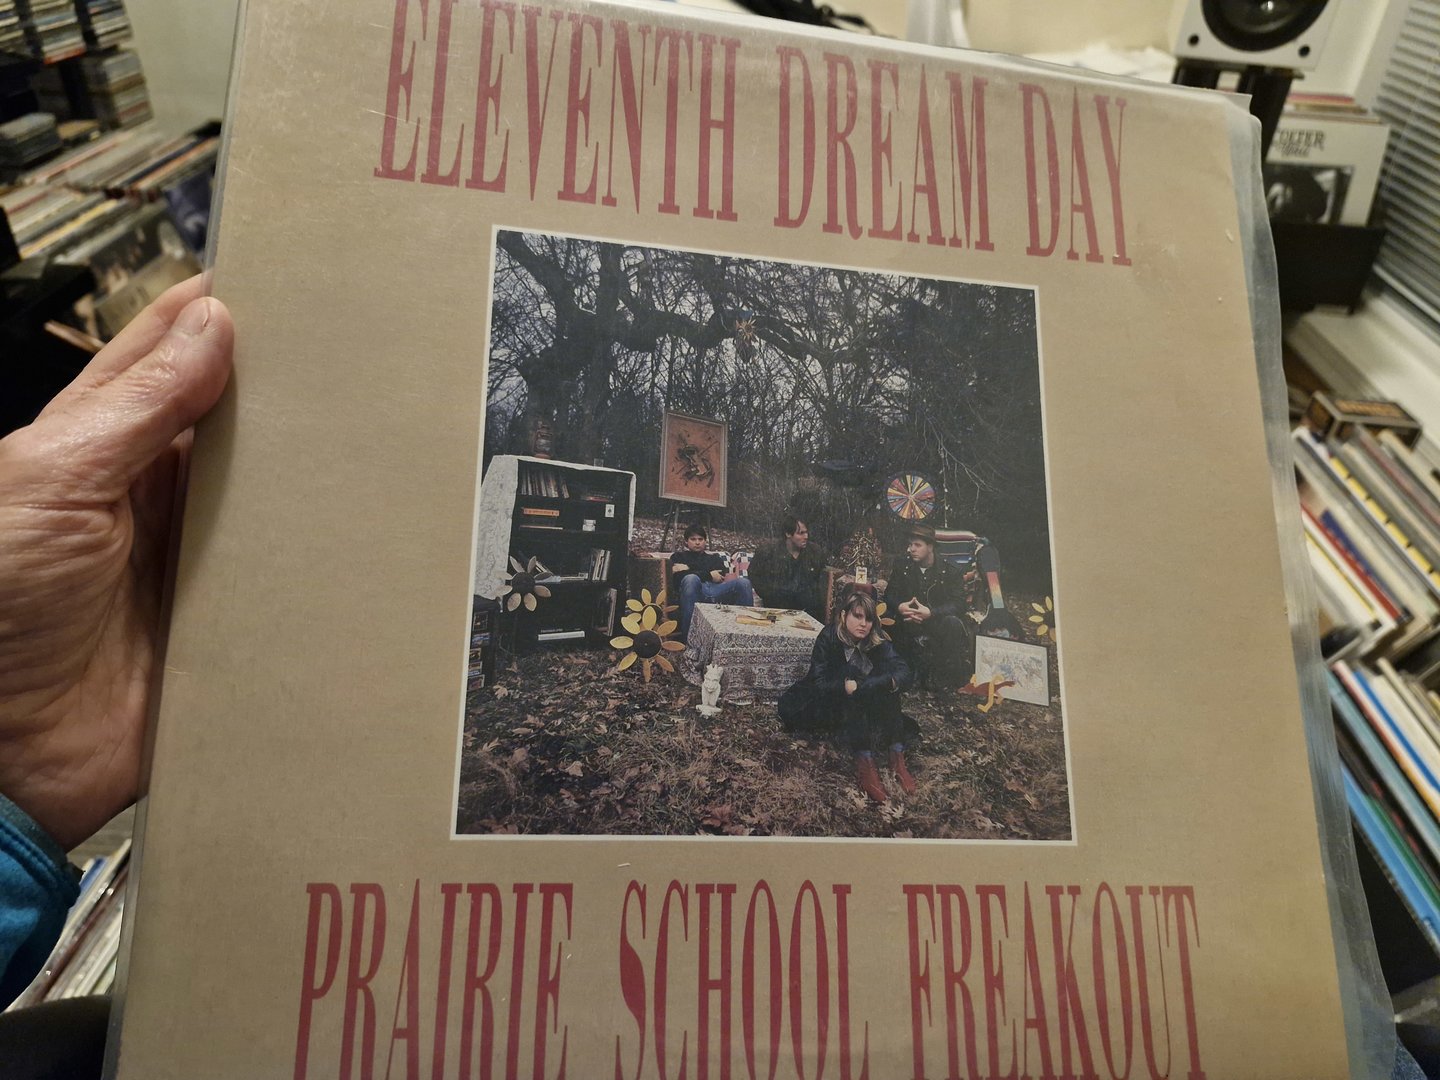 ELEVENTH DREAM DAY
PRAIRIE SCHOOL FREAKOUT